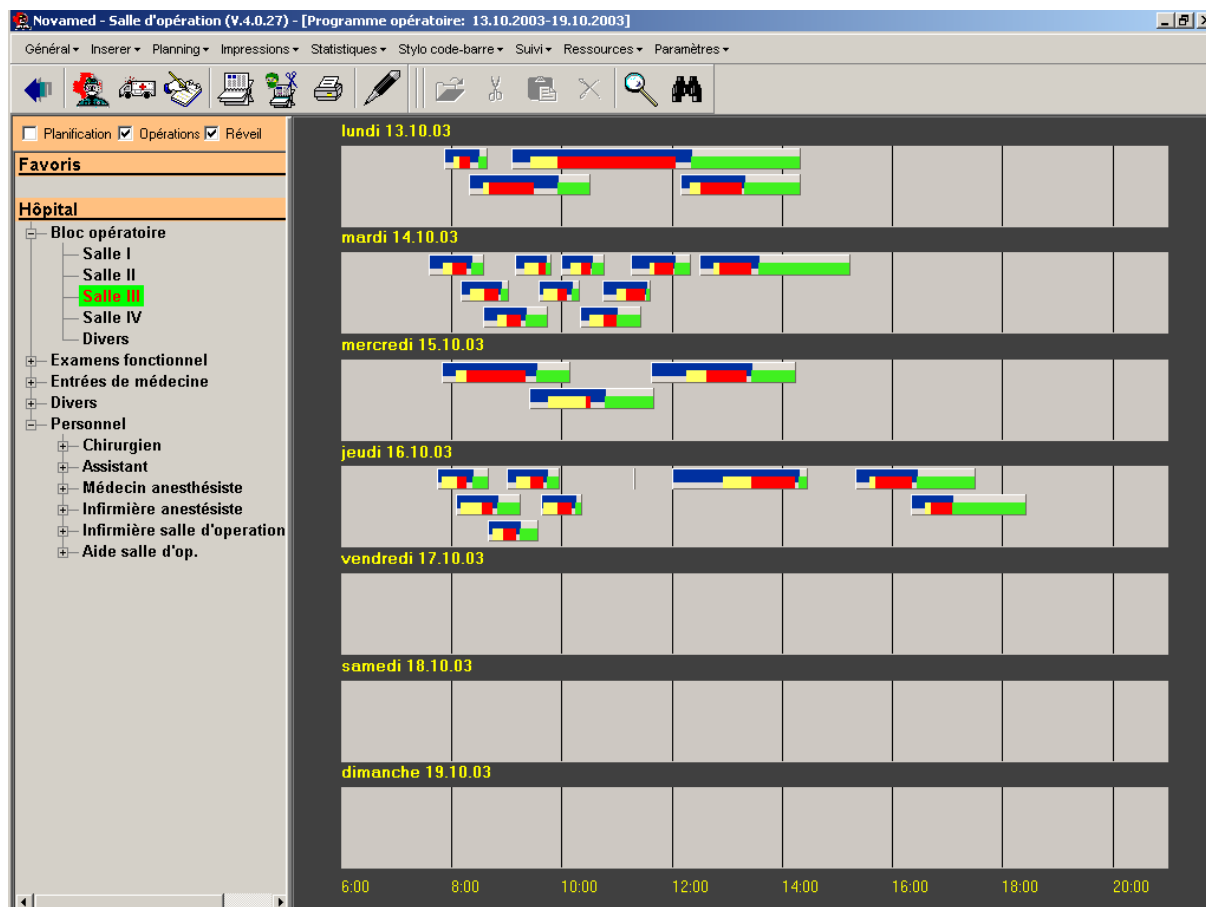 Novamed - Salle d'opération (V.4.0.27) - [Programme opératoire: 13.10.2003-19.10.2003]
Général Inserer Planning Impressions Statistiques Stylo code-barre Suivi Ressources Paramètres
Planification Opérations Réveil
Favoris
Hôpital
Bloc opératoire
Salle I
Salle II
Salle III
Salle IV
Divers
Examens fonctionnel
Entrées de médecine
Divers
Personnel
Chirurgien
Assistant
Médecin anesthésiste
Infirmière anestésiste
Infirmière salle d'operation
Aide salle d'op.
lundi 13.10.03
mardi 14.10.03
mercredi 15.10.03
jeudi 16.10.03
vendredi 17.10.03
samedi 18.10.03
dimanche 19.10.03
6:00 8:00 10:00 12:00 14:00 16:00 18:00 20:00